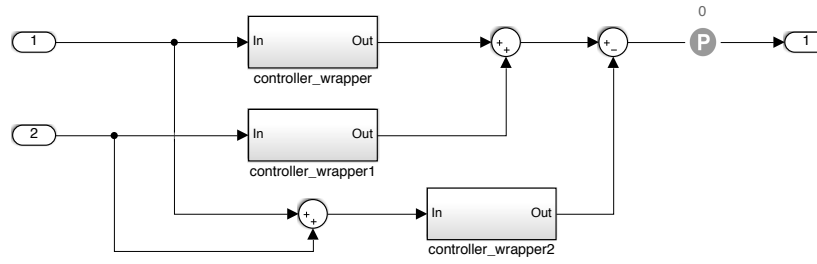 0
1
In
Out
+
+
+
−
P
1
controller_wrapper
2
In
Out
controller_wrapper1
+
+
In
Out
controller_wrapper2